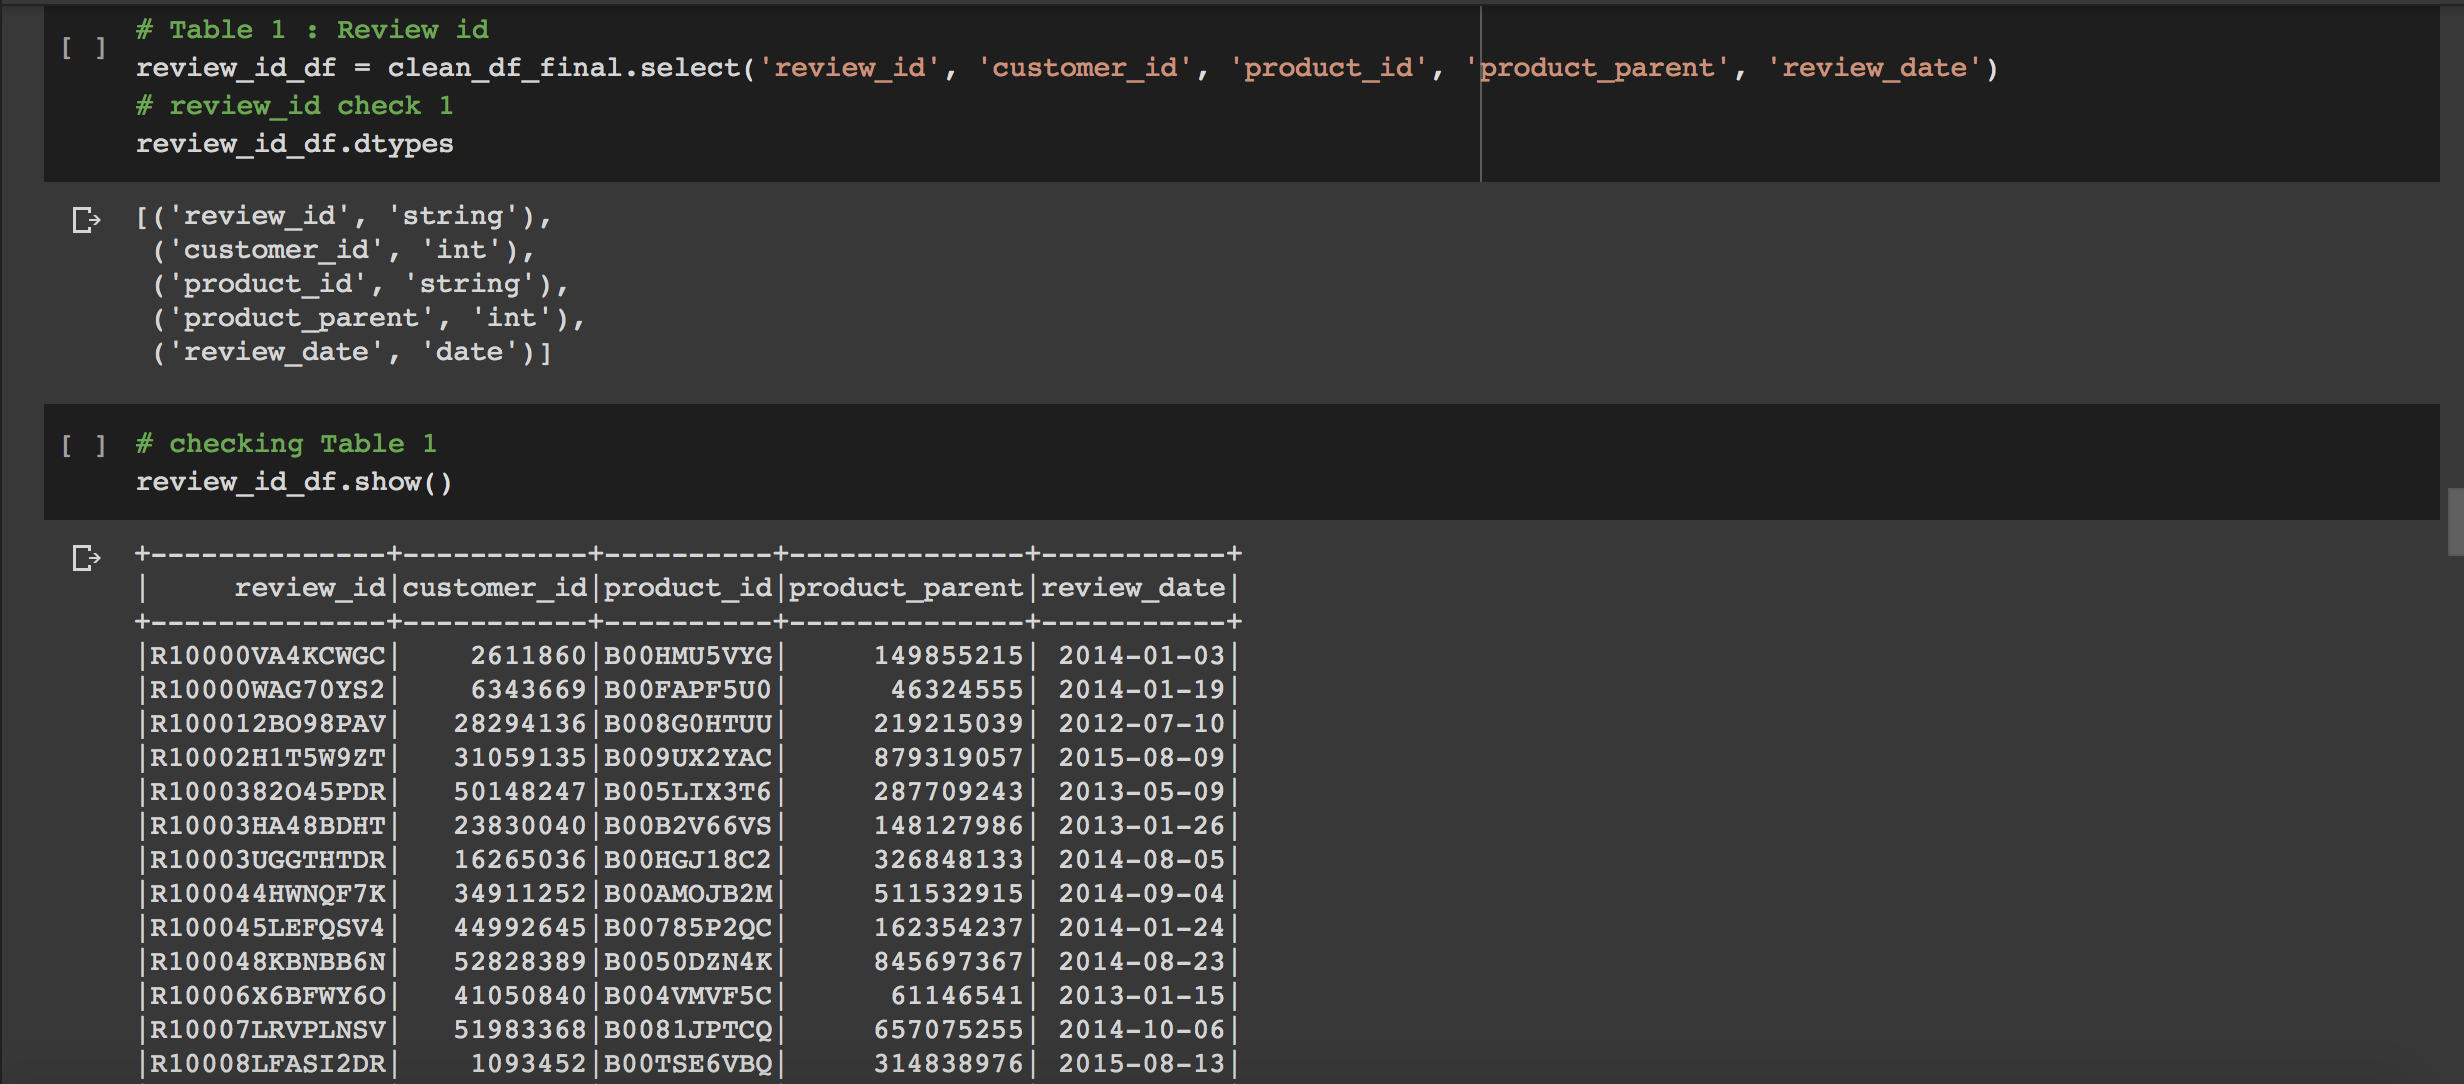 [ ]
# Table 1 : Review id
review_id_df = clean_df_final.select('review_id', 'customer_id', 'product_id', 'product_parent', 'review_date')
# review_id check 1
review_id_df.dtypes
[('review_id', 'string'),
 ('customer_id', 'int'),
 ('product_id', 'string'),
 ('product_parent', 'int'),
 ('review_date', 'date')]
[ ] # checking Table 1
review_id_df.show()
+--------------+-----------+----------+--------------+-----------+
|     review_id|customer_id|product_id|product_parent|review_date|
+--------------+-----------+----------+--------------+-----------+
|R10000VA4KCWGC|    2611860|B00HMU5VYG|     149855215| 2014-01-03|
|R10000WAG70YS2|    6343669|B00FAPF5U0|      46324555| 2014-01-19|
|R100012BO98PAV|   28294136|B008G0HTUU|     219215039| 2012-07-10|
|R10002H1T5W9ZT|   31059135|B009UX2YAC|     879319057| 2015-08-09|
|R1000382O45PDR|   50148247|B005LIX3T6|     287709243| 2013-05-09|
|R10003HA48BDHT|   23830040|B00B2V66VS|     148127986| 2013-01-26|
|R10003UGGTHTDR|   16265036|B00HGJ18C2|     326848133| 2014-08-05|
|R100044HWNQF7K|   34911252|B00AMOJB2M|     511532915| 2014-09-04|
|R100045LEFQSV4|   44992645|B00785P2QC|     162354237| 2014-01-24|
|R100048KBNBB6N|   52828389|B0050DZN4K|     845697367| 2014-08-23|
|R10006X6BFWY6O|   41050840|B004VMVF5C|      61146541| 2013-01-15|
|R10007LRVPLNSV|   51983368|B0081JPTCQ|     657075255| 2014-10-06|
|R10008LFASI2DR|    1093452|B00TSE6VBQ|     314838976| 2015-08-13|